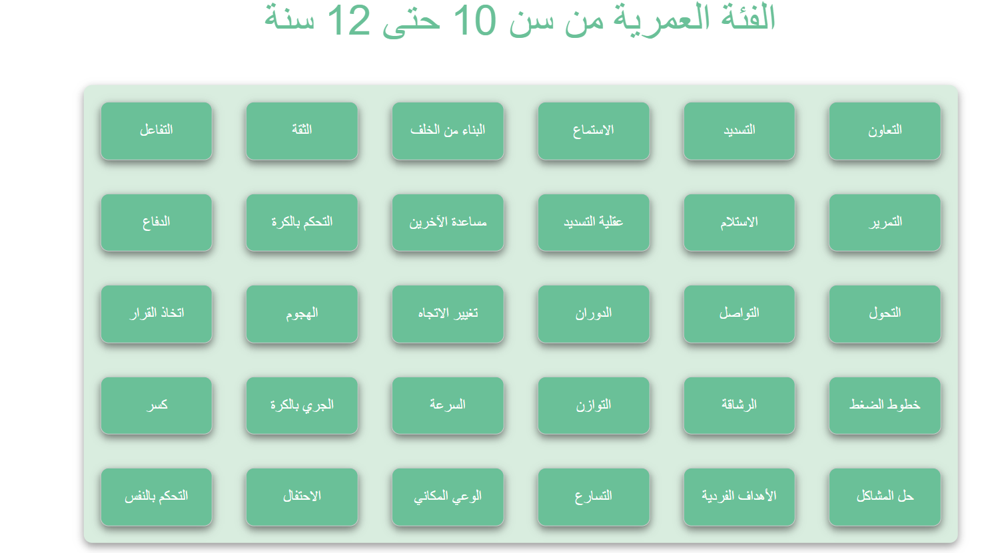 الفئة العمرية من سن 10 حتى 12 سنة
التعاون
التسديد
الاستماع
البناء من الخلف
الثقة
التفاعل
التمرير
الاستلام
عقلية التسديد
مساعدة الآخرين
التحكم بالكرة
الدفاع
التحول
التواصل
الدوران
تغيير الاتجاه
الهجوم
اتخاذ القرار
خطوط الضغط
الرشاقة
التوازن
السرعة
الجري بالكرة
كسر
حل المشاكل
الأهداف الفردية
التسارع
الوعي المكاني
الاحتفال
التحكم بالنفس